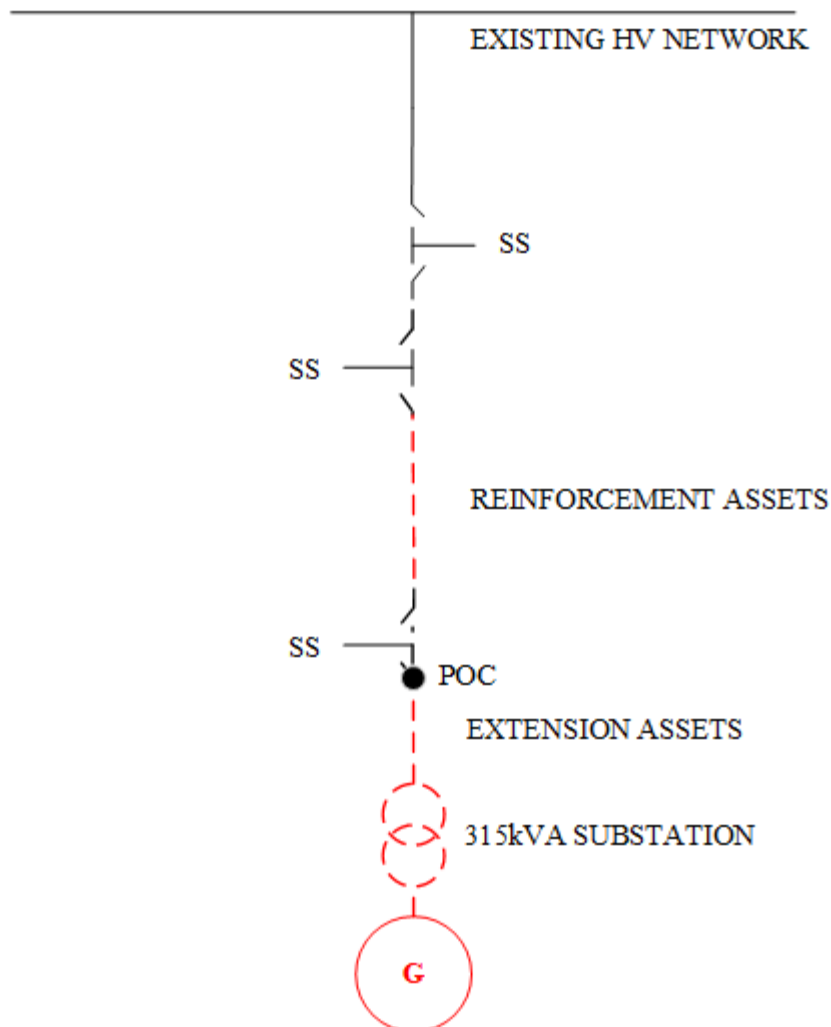 EXISTING HV NETWORK
SS
SS
REINFORCEMENT ASSETS
SS
POC
EXTENSION ASSETS
315kVA SUBSTATION
G